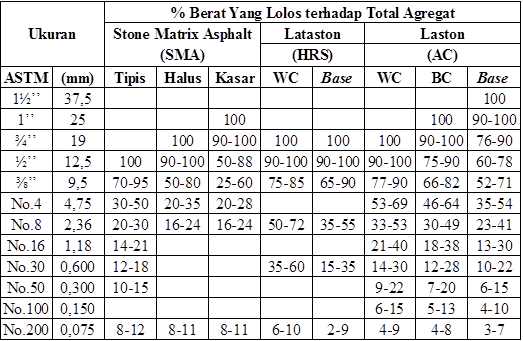 Ukuran % Berat Yang Lolos terhadap Total Agregat
Stone Matrix Asphalt (SMA) Lataston (HRS) Laston (AC)
ASTM (mm) Tipis Halus Kasar WC Base WC BC Base
1½’’ 37,5 100
1’’ 25 100 100 90-100
¾’’ 19 100 90-100 100 100 100 90-100 76-90
½’’ 12,5 100 90-100 50-88 90-100 90-100 90-100 75-90 60-78
⅜’’ 9,5 70-95 50-80 25-60 75-85 65-90 77-90 66-82 52-71
No.4 4,75 30-50 20-35 20-28 53-69 46-64 35-54
No.8 2,36 20-30 16-24 16-24 50-72 35-55 33-53 30-49 23-41
No.16 1,18 14-21 21-40 18-38 13-30
No.30 0,600 12-18 35-60 15-35 14-30 12-28 10-22
No.50 0,300 10-15 9-22 7-20 6-15
No.100 0,150 6-15 5-13 4-10
No.200 0,075 8-12 8-11 8-11 6-10 2-9 4-9 4-8 3-7